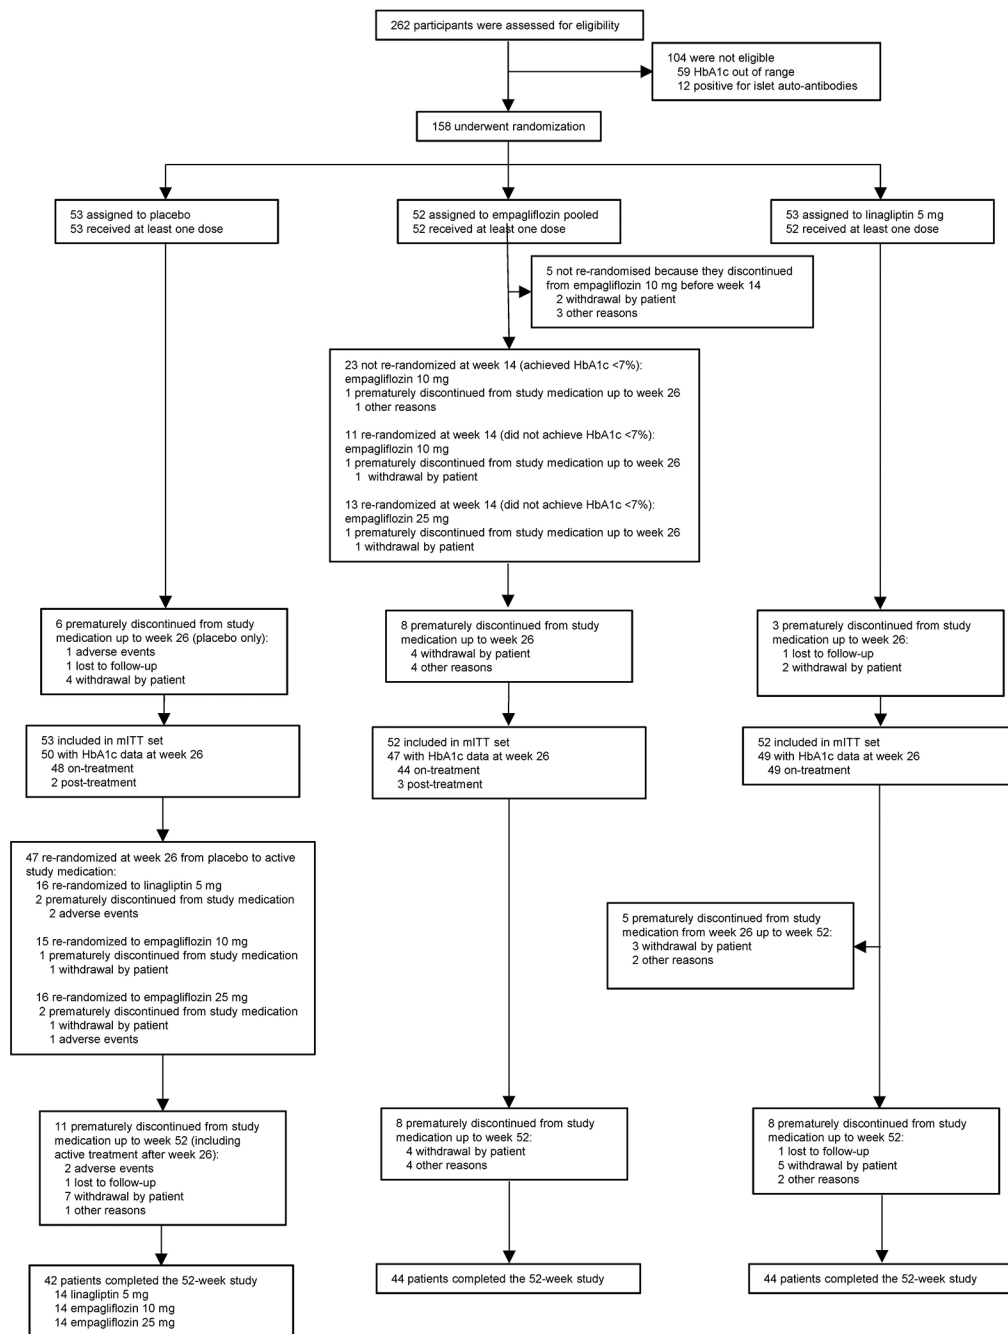 262 participants were assessed for eligibility
104 were not eligible
59 HbA1c out of range
12 positive for islet auto-antibodies
158 underwent randomization
53 assigned to placebo
53 received at least one dose
52 assigned to empagliflozin pooled
52 received at least one dose
53 assigned to linagliptin 5 mg
52 received at least one dose
5 not re-randomised because they discontinued
from empagliflozin 10 mg before week 14
2 withdrawal by patient
3 other reasons
23 not re-randomized at week 14 (achieved HbA1c <7%):
empagliflozin 10 mg
1 prematurely discontinued from study medication up to week 26
1 other reasons
11 re-randomized at week 14 (did not achieve HbA1c <7%):
empagliflozin 10 mg
1 prematurely discontinued from study medication up to week 26
1 withdrawal by patient
13 re-randomized at week 14 (did not achieve HbA1c <7%):
empagliflozin 25 mg
1 prematurely discontinued from study medication up to week 26
1 withdrawal by patient
6 prematurely discontinued from study
medication up to week 26 (placebo only):
1 adverse events
1 lost to follow-up
4 withdrawal by patient
8 prematurely discontinued from study
medication up to week 26
4 withdrawal by patient
4 other reasons
3 prematurely discontinued from study
medication up to week 26:
1 lost to follow-up
2 withdrawal by patient
53 included in mITT set
50 with HbA1c data at week 26
48 on-treatment
2 post-treatment
52 included in mITT set
47 with HbA1c data at week 26
44 on-treatment
3 post-treatment
52 included in mITT set
49 with HbA1c data at week 26
49 on-treatment
47 re-randomized at week 26 from placebo to active
study medication:
16 re-randomized to linagliptin 5 mg
2 prematurely discontinued from study medication
2 adverse events
15 re-randomized to empagliflozin 10 mg
1 prematurely discontinued from study medication
1 withdrawal by patient
16 re-randomized to empagliflozin 25 mg
2 prematurely discontinued from study medication
1 withdrawal by patient
1 adverse events
5 prematurely discontinued from study
medication from week 26 up to week 52:
3 withdrawal by patient
2 other reasons
11 prematurely discontinued from study
medication up to week 52 (including
active treatment after week 26):
2 adverse events
1 lost to follow-up
7 withdrawal by patient
1 other reasons
8 prematurely discontinued from study
medication up to week 52:
4 withdrawal by patient
4 other reasons
8 prematurely discontinued from study
medication up to week 52:
1 lost to follow-up
5 withdrawal by patient
2 other reasons
42 patients completed the 52-week study
14 linagliptin 5 mg
14 empagliflozin 10 mg
14 empagliflozin 25 mg
44 patients completed the 52-week study
44 patients completed the 52-week study